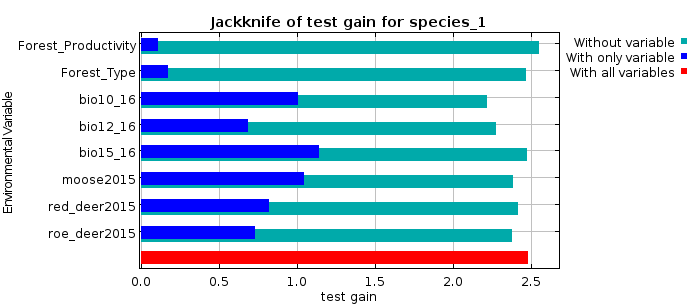 Jackknife of test gain for species_1
Forest_Productivity
Forest_Type
bio10_16
bio12_16
bio15_16
moose2015
red_deer2015
roe_deer2015
Environmental Variable
0.0 0.5 1.0 1.5 2.0 2.5
test gain
Without variable
With only variable
With all variables